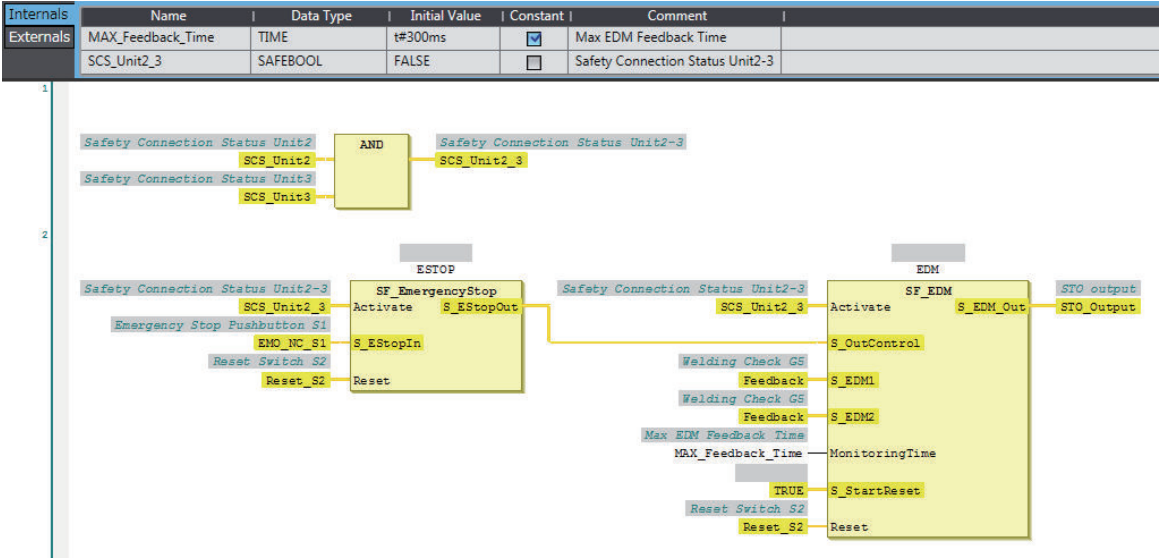 Internals Name Data Type Initial Value Constant Comment
Externals MAX_Feedback_Time TIME t#300ms Max EDM Feedback Time
SCS_Unit2_3 SAFEBOOL FALSE Safety Connection Status Unit2-3
1
Safety Connection Status Unit2 AND Safety Connection Status Unit2-3
SCS_Unit2 SCS_Unit2_3
Safety Connection Status Unit3
SCS_Unit3
2
ESTOP EDM
Safety Connection Status Unit2-3 SF_EmergencyStop Safety Connection Status Unit2-3 SF_EDM STO output
SCS_Unit2_3 Activate S_EStopOut SCS_Unit2_3 Activate S_EDM_Out STO_Output
Emergency Stop Pushbutton S1
EMO_NC_S1 S_EStopIn S_OutControl
Reset Switch S2 Welding Check G5
Reset_S2 Reset Feedback S_EDM1
Welding Check G5
Feedback S_EDM2
Max EDM Feedback Time
MAX_Feedback_Time MonitoringTime
TRUE S_StartReset
Reset Switch S2
Reset_S2 Reset